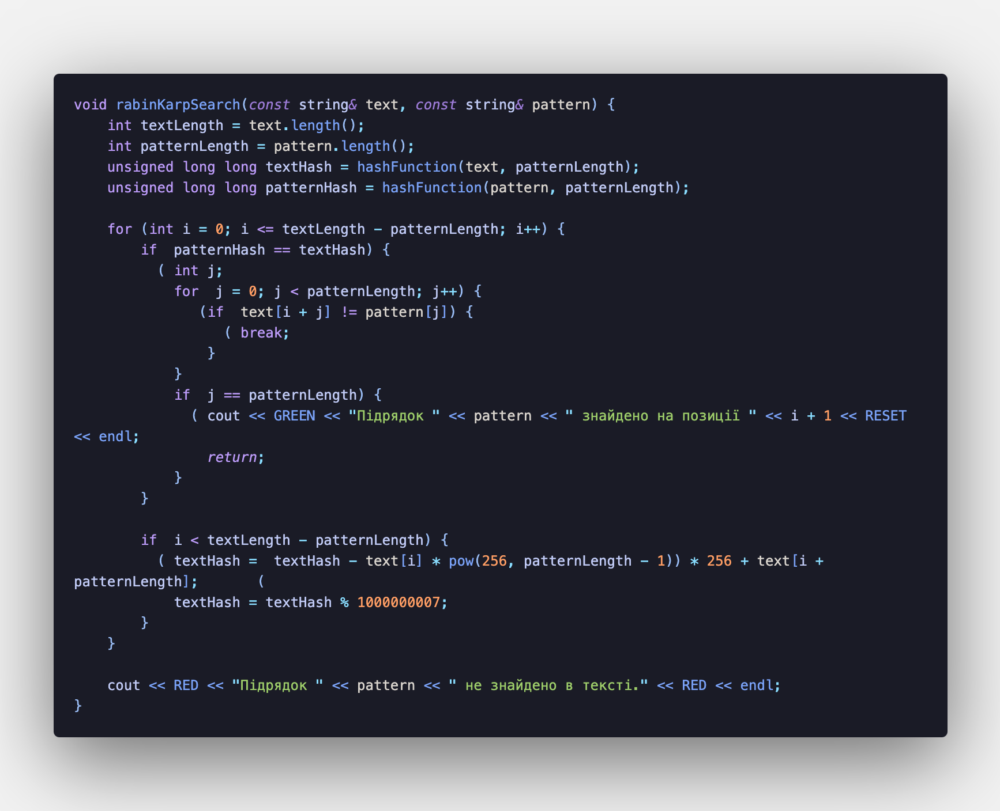 void rabinKarpSearch(const string& text, const string& pattern) {
    int textLength = text.length();
    int patternLength = pattern.length();
    unsigned long long textHash = hashFunction(text, patternLength);
    unsigned long long patternHash = hashFunction(pattern, patternLength);

    for (int i = 0; i <= textLength - patternLength; i++) {
        if  patternHash == textHash) {
          ( int j;
            for  j = 0; j < patternLength; j++) {
               (if  text[i + j] != pattern[j]) {
                  ( break;
                }
            }
            if  j == patternLength) {
              ( cout << GREEN << "Підрядок " << pattern << " знайдено на позиції " << i + 1 << RESET
<< endl;
                return;
            }
        }

        if  i < textLength - patternLength) {
          ( textHash =  textHash - text[i] * pow(256, patternLength - 1)) * 256 + text[i +
patternLength];       (
            textHash = textHash % 1000000007;
        }
    }

    cout << RED << "Підрядок " << pattern << " не знайдено в тексті." << RED << endl;
}